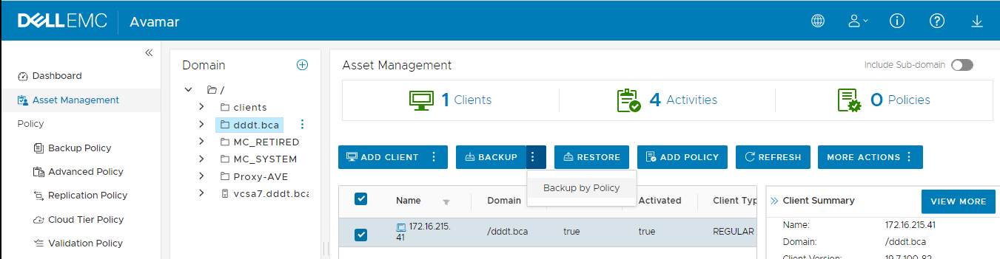 DELLEMC Avamar
Dashboard
Asset Management
Policy
Backup Policy
Advanced Policy
Replication Policy
Cloud Tier Policy
Validation Policy
Domain
/
clients
dddt.bca
MC_RETIRED
MC_SYSTEM
Proxy-AVE
vcsa7.dddt.bca
Asset Management
Include Sub-domain
1 Clients
4 Activities
0 Policies
ADD CLIENT
BACKUP
RESTORE
ADD POLICY
REFRESH
MORE ACTIONS
Backup by Policy
Name
Domain
Activated
Client Typ
172.16.215.
41
/dddt.bca
true
true
REGULAR
Client Summary
VIEW MORE
Name: 172.16.215.41
Domain: /dddt.bca
Client Version: 19.7.100-82